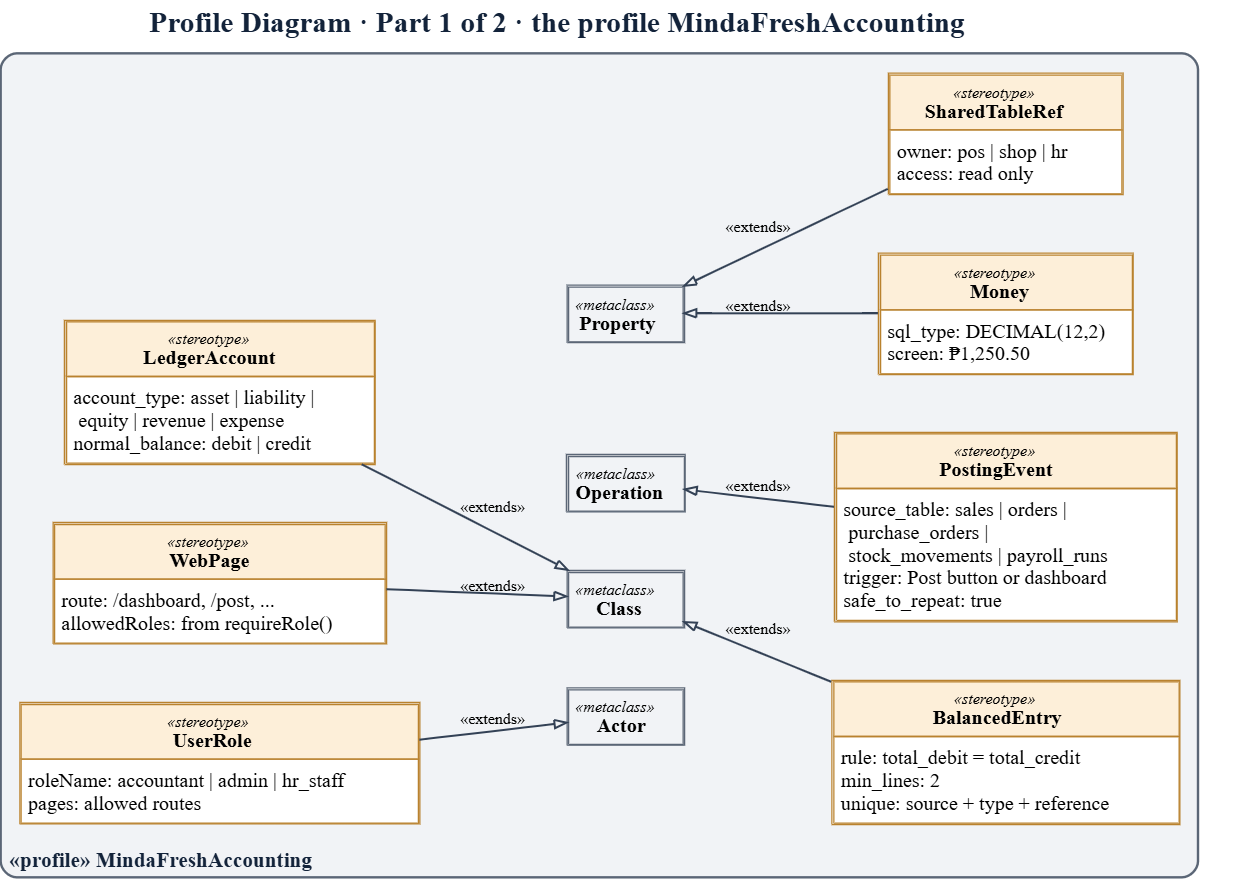 Profile Diagram · Part 1 of 2 · the profile MindaFreshAccounting
«stereotype»
SharedTableRef
owner: pos | shop | hr
access: read only
«extends»
«stereotype»
Money
sql_type: DECIMAL(12,2)
screen: ₱1,250.50
«extends»
«metaclass»
Property
«stereotype»
LedgerAccount
account_type: asset | liability |
equity | revenue | expense
normal_balance: debit | credit
«extends»
«metaclass»
Operation
«extends»
«stereotype»
PostingEvent
source_table: sales | orders |
purchase_orders |
stock_movements | payroll_runs
trigger: Post button or dashboard
safe_to_repeat: true
«stereotype»
WebPage
route: /dashboard, /post, ...
allowedRoles: from requireRole()
«extends»
«metaclass»
Class
«extends»
«stereotype»
UserRole
roleName: accountant | admin | hr_staff
pages: allowed routes
«extends»
«metaclass»
Actor
«stereotype»
BalancedEntry
rule: total_debit = total_credit
min_lines: 2
unique: source + type + reference
«profile» MindaFreshAccounting